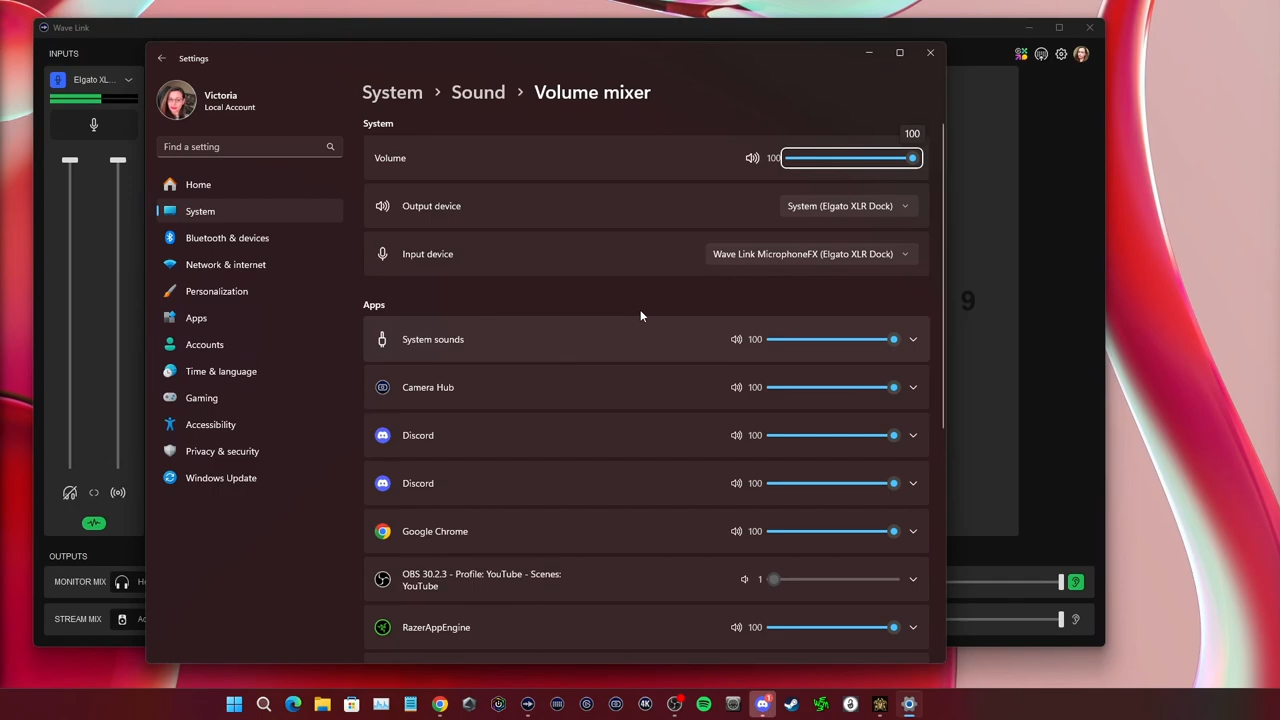 Wave Link
INPUTS
Elgato XL...
Settings
Victoria
Local Account
Find a setting
Home
System
Bluetooth & devices
Network & internet
Personalization
Apps
Accounts
Time & language
Gaming
Accessibility
Privacy & security
Windows Update
System > Sound > Volume mixer
System
100
Volume
100
Output device
System (Elgato XLR Dock)
Input device
Wave Link MicrophoneFX (Elgato XLR Dock)
Apps
System sounds
100
Camera Hub
100
Discord
100
Discord
100
Google Chrome
100
OBS 30.2.3 - Profile: YouTube - Scenes:
YouTube
1
RazerAppEngine
100
9
OUTPUTS
MONITOR MIX
STREAM MIX
4K
1